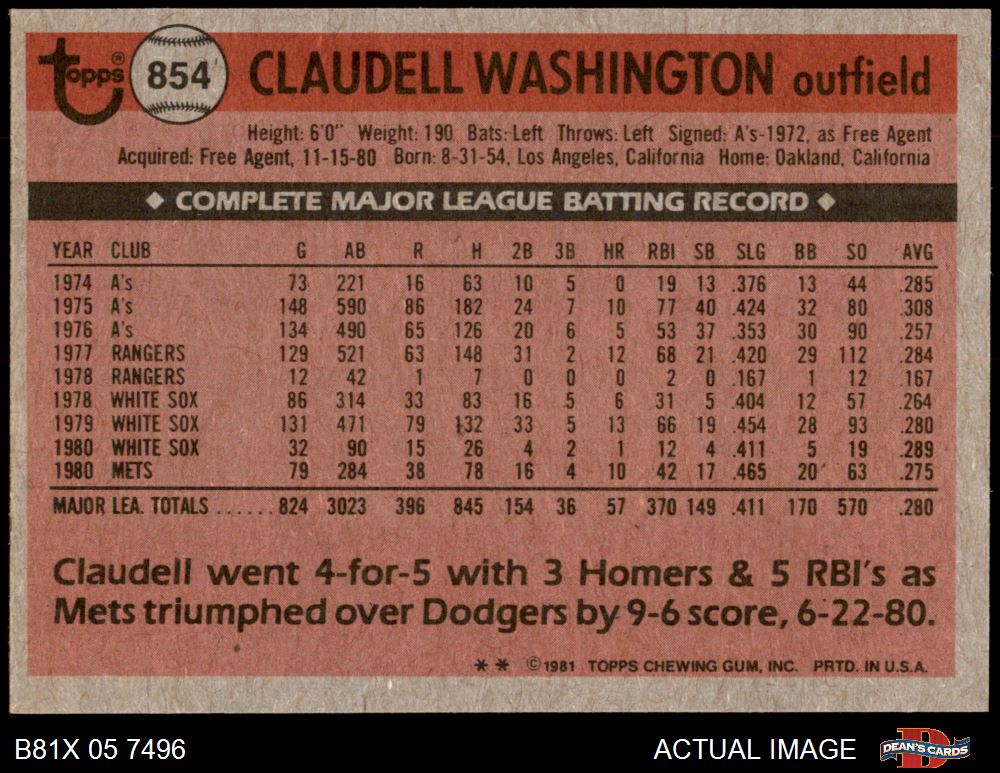 Topps® 854 CLAUDELL WASHINGTON outfield
Height: 6'0" Weight: 190 Bats: Left Throws: Left Signed: A's-1972, as Free Agent
Acquired: Free Agent, 11-15-80 Born: 8-31-54, Los Angeles, California Home: Oakland, California
◆ COMPLETE MAJOR LEAGUE BATTING RECORD ◆
YEAR CLUB G AB R H 2B 3B HR RBI SB SLG BB SO AVG
1974 A's 73 221 16 63 10 5 0 19 13 .376 13 44 .285
1975 A's 148 590 86 182 24 7 10 77 40 .424 32 80 .308
1976 A's 134 490 65 126 20 6 5 53 37 .353 30 90 .257
1977 RANGERS 129 521 63 148 31 2 12 68 21 .420 29 112 .284
1978 RANGERS 12 42 1 7 0 0 0 2 0 .167 1 12 .167
1978 WHITE SOX 86 314 33 83 16 5 6 31 5 .404 12 57 .264
1979 WHITE SOX 131 471 79 132 33 5 13 66 19 .454 28 93 .280
1980 WHITE SOX 32 90 15 26 4 2 1 12 4 .411 5 19 .289
1980 METS 79 284 38 78 16 4 10 42 17 .465 20 63 .275
MAJOR LEA. TOTALS ...... 824 3023 396 845 154 36 57 370 149 .411 170 570 .280
Claudell went 4-for-5 with 3 Homers & 5 RBI's as
Mets triumphed over Dodgers by 9-6 score, 6-22-80.
** ©1981 TOPPS CHEWING GUM, INC. PRTD. IN U.S.A.
B81X 05 7496 ACTUAL IMAGE DEAN'S CARDS